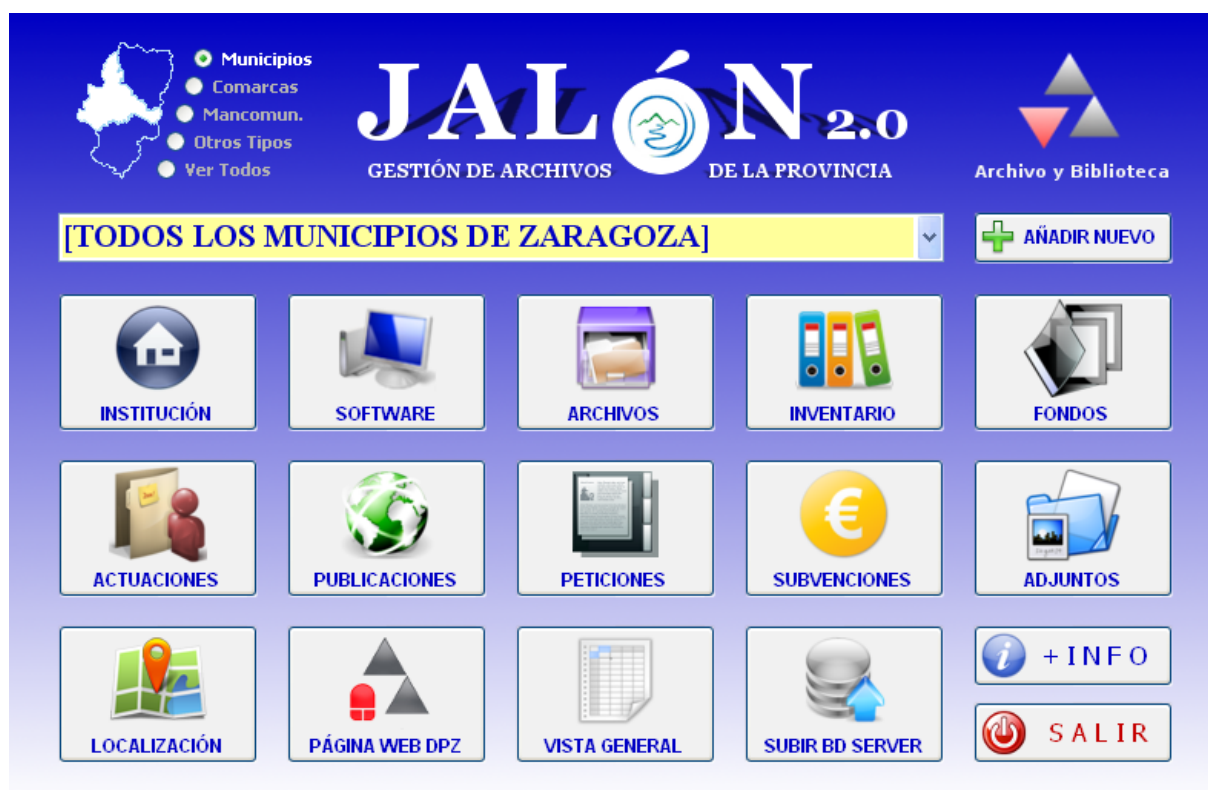 Municipios
Comarcas
Mancomun.
Otros Tipos
Ver Todos
JALÓN 2.0
GESTIÓN DE ARCHIVOS DE LA PROVINCIA
Archivo y Biblioteca
[TODOS LOS MUNICIPIOS DE ZARAGOZA]
AÑADIR NUEVO
INSTITUCIÓN
SOFTWARE
ARCHIVOS
INVENTARIO
FONDOS
ACTUACIONES
PUBLICACIONES
PETICIONES
SUBVENCIONES
ADJUNTOS
LOCALIZACIÓN
PÁGINA WEB DPZ
VISTA GENERAL
SUBIR BD SERVER
+INFO
SALIR